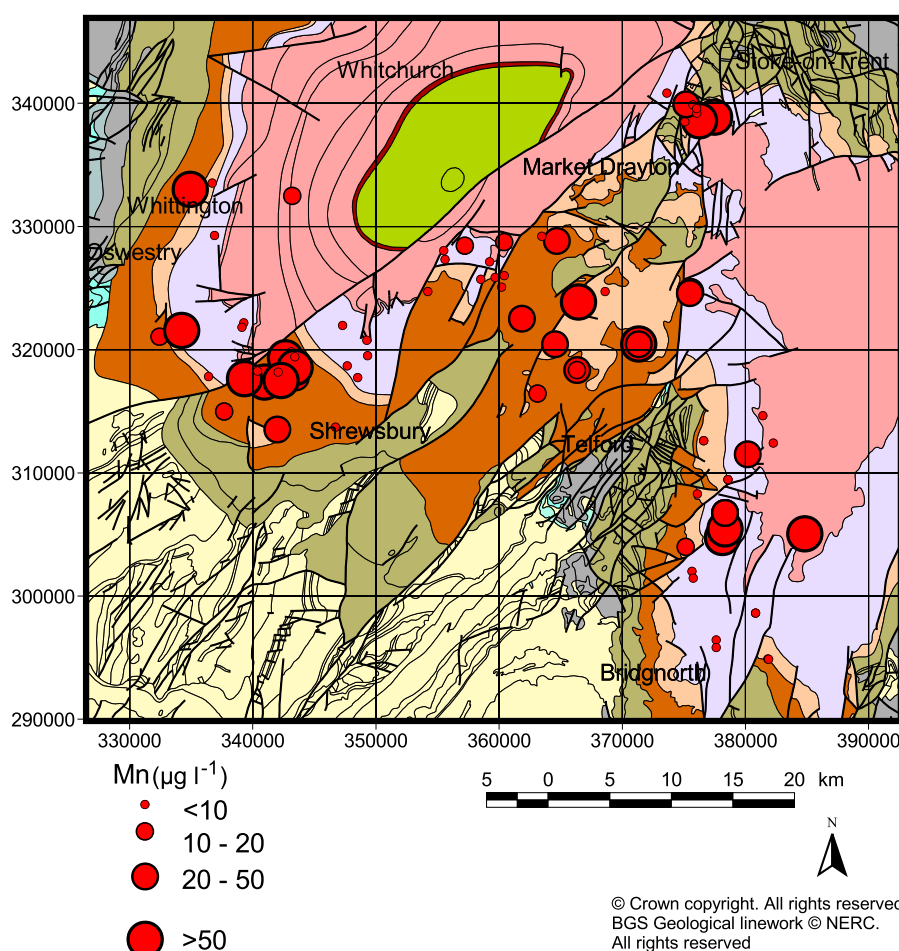 Whitchurch
Stoke-on-Trent
340000
Market Drayton
Whittington
330000
Oswestry
320000
Shrewsbury
Telford
310000
300000
Bridgnorth
290000
330000 340000 350000 360000 370000 380000 390000
Mn (µg l-1)
<10
10 - 20
20 - 50
>50
5 0 5 10 15 20 km
N
© Crown copyright. All rights reserved
BGS Geological linework © NERC.
All rights reserved